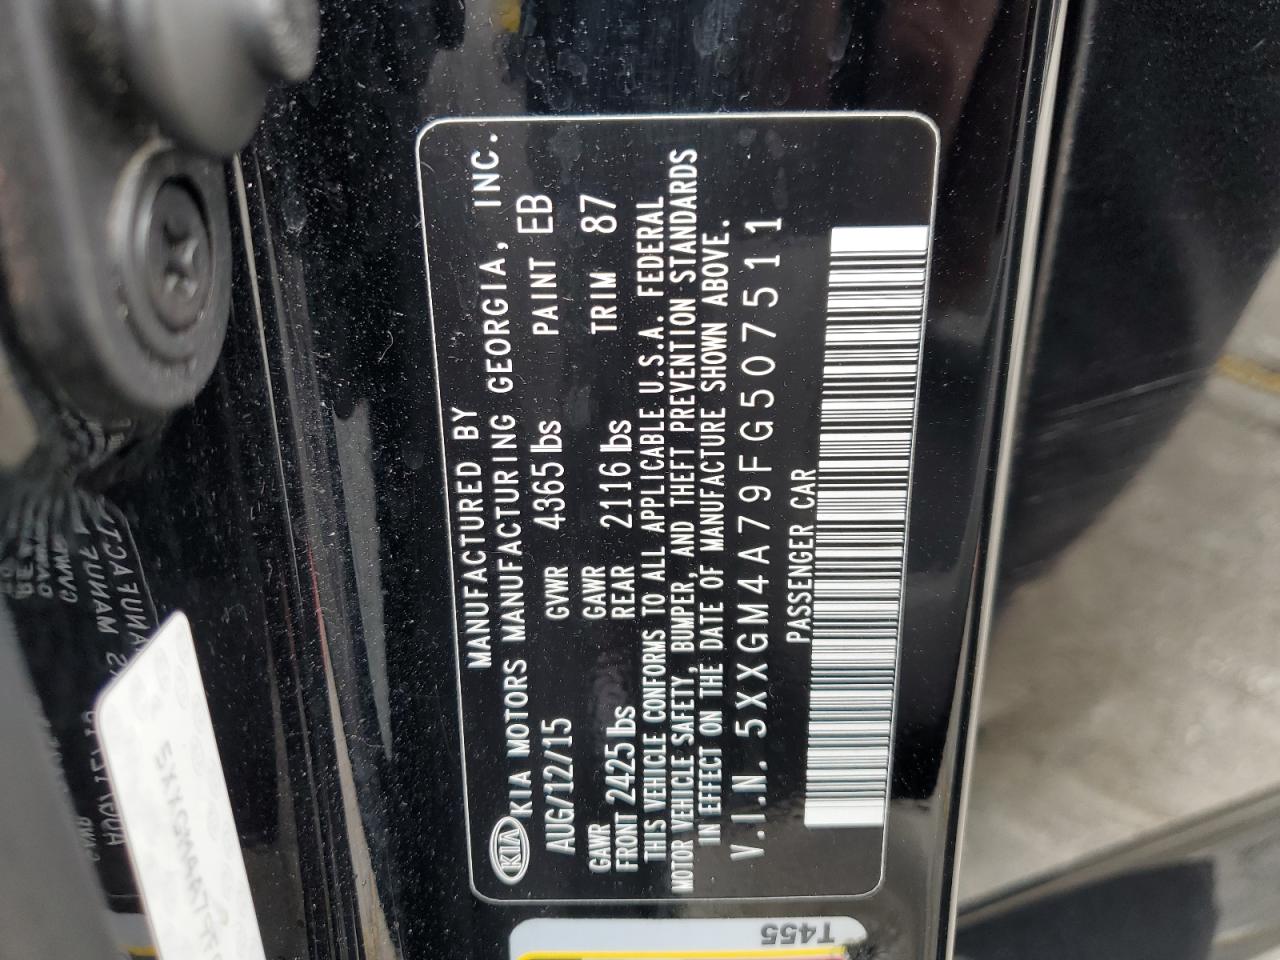 MANUFACTURED BY
KIA KIA MOTORS MANUFACTURING GEORGIA, INC.
AUG/12/15 GVWR 4365 lbs PAINT EB
GAWR FRONT 2425 lbs GAWR REAR 2116 lbs TRIM 87
THIS VEHICLE CONFORMS TO ALL APPLICABLE U.S.A. FEDERAL
MOTOR VEHICLE SAFETY, BUMPER, AND THEFT PREVENTION STANDARDS
IN EFFECT ON THE DATE OF MANUFACTURE SHOWN ABOVE.
V.I.N. 5XXGM4A79FG507511
PASSENGER CAR
T455